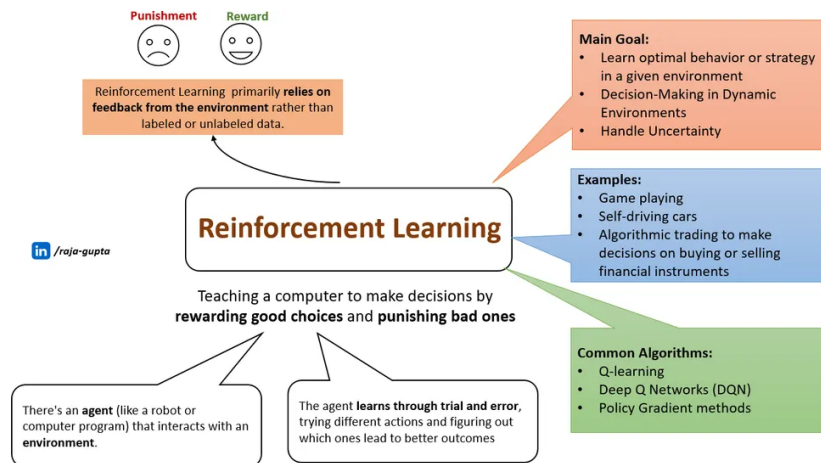 Punishment
Reward
Reinforcement Learning primarily relies on
feedback from the environment rather than
labeled or unlabeled data.
Main Goal:
• Learn optimal behavior or strategy
in a given environment
• Decision-Making in Dynamic
Environments
• Handle Uncertainty
Examples:
• Game playing
• Self-driving cars
• Algorithmic trading to make
decisions on buying or selling
financial instruments
Reinforcement Learning
in /raja-gupta
Teaching a computer to make decisions by
rewarding good choices and punishing bad ones
Common Algorithms:
• Q-learning
• Deep Q Networks (DQN)
• Policy Gradient methods
There's an agent (like a robot or
computer program) that interacts with an
environment.
The agent learns through trial and error,
trying different actions and figuring out
which ones lead to better outcomes